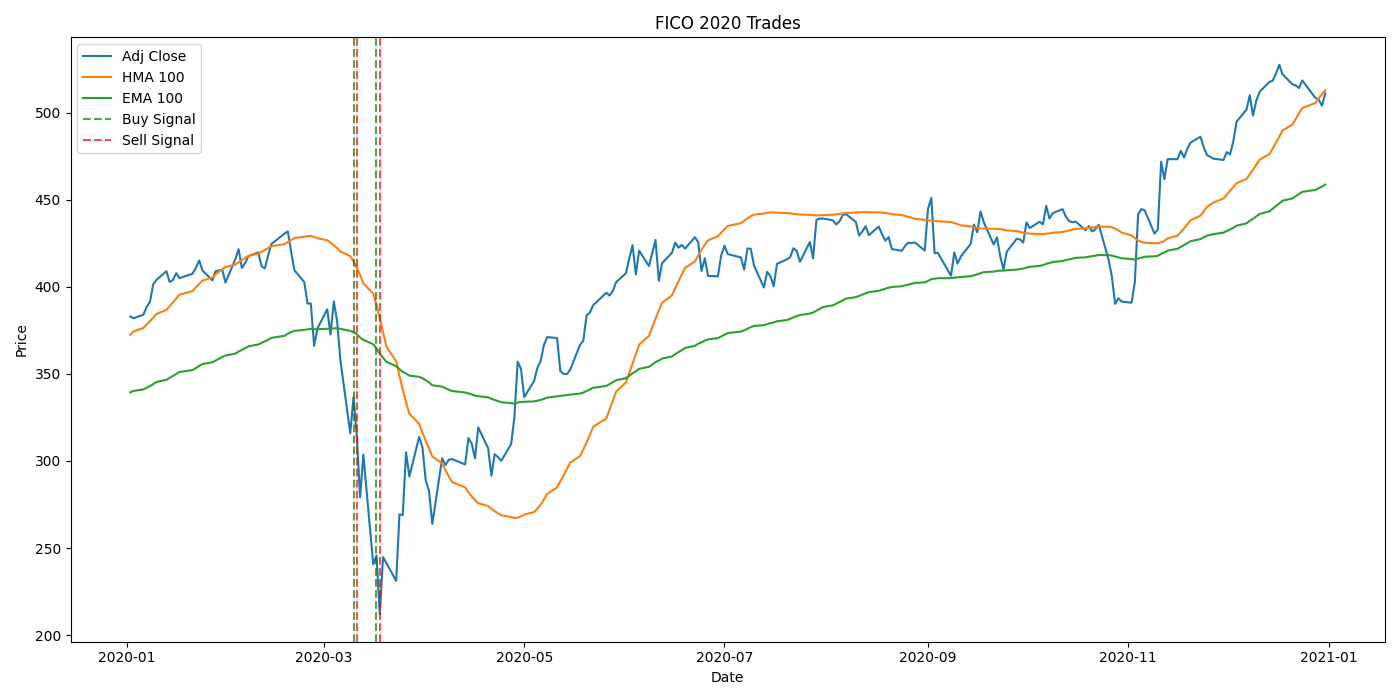 FICO 2020 Trades
Adj Close
HMA 100
EMA 100
Buy Signal
Sell Signal
Price
500
450
400
350
300
250
200
2020-01
2020-03
2020-05
2020-07
2020-09
2020-11
2021-01
Date